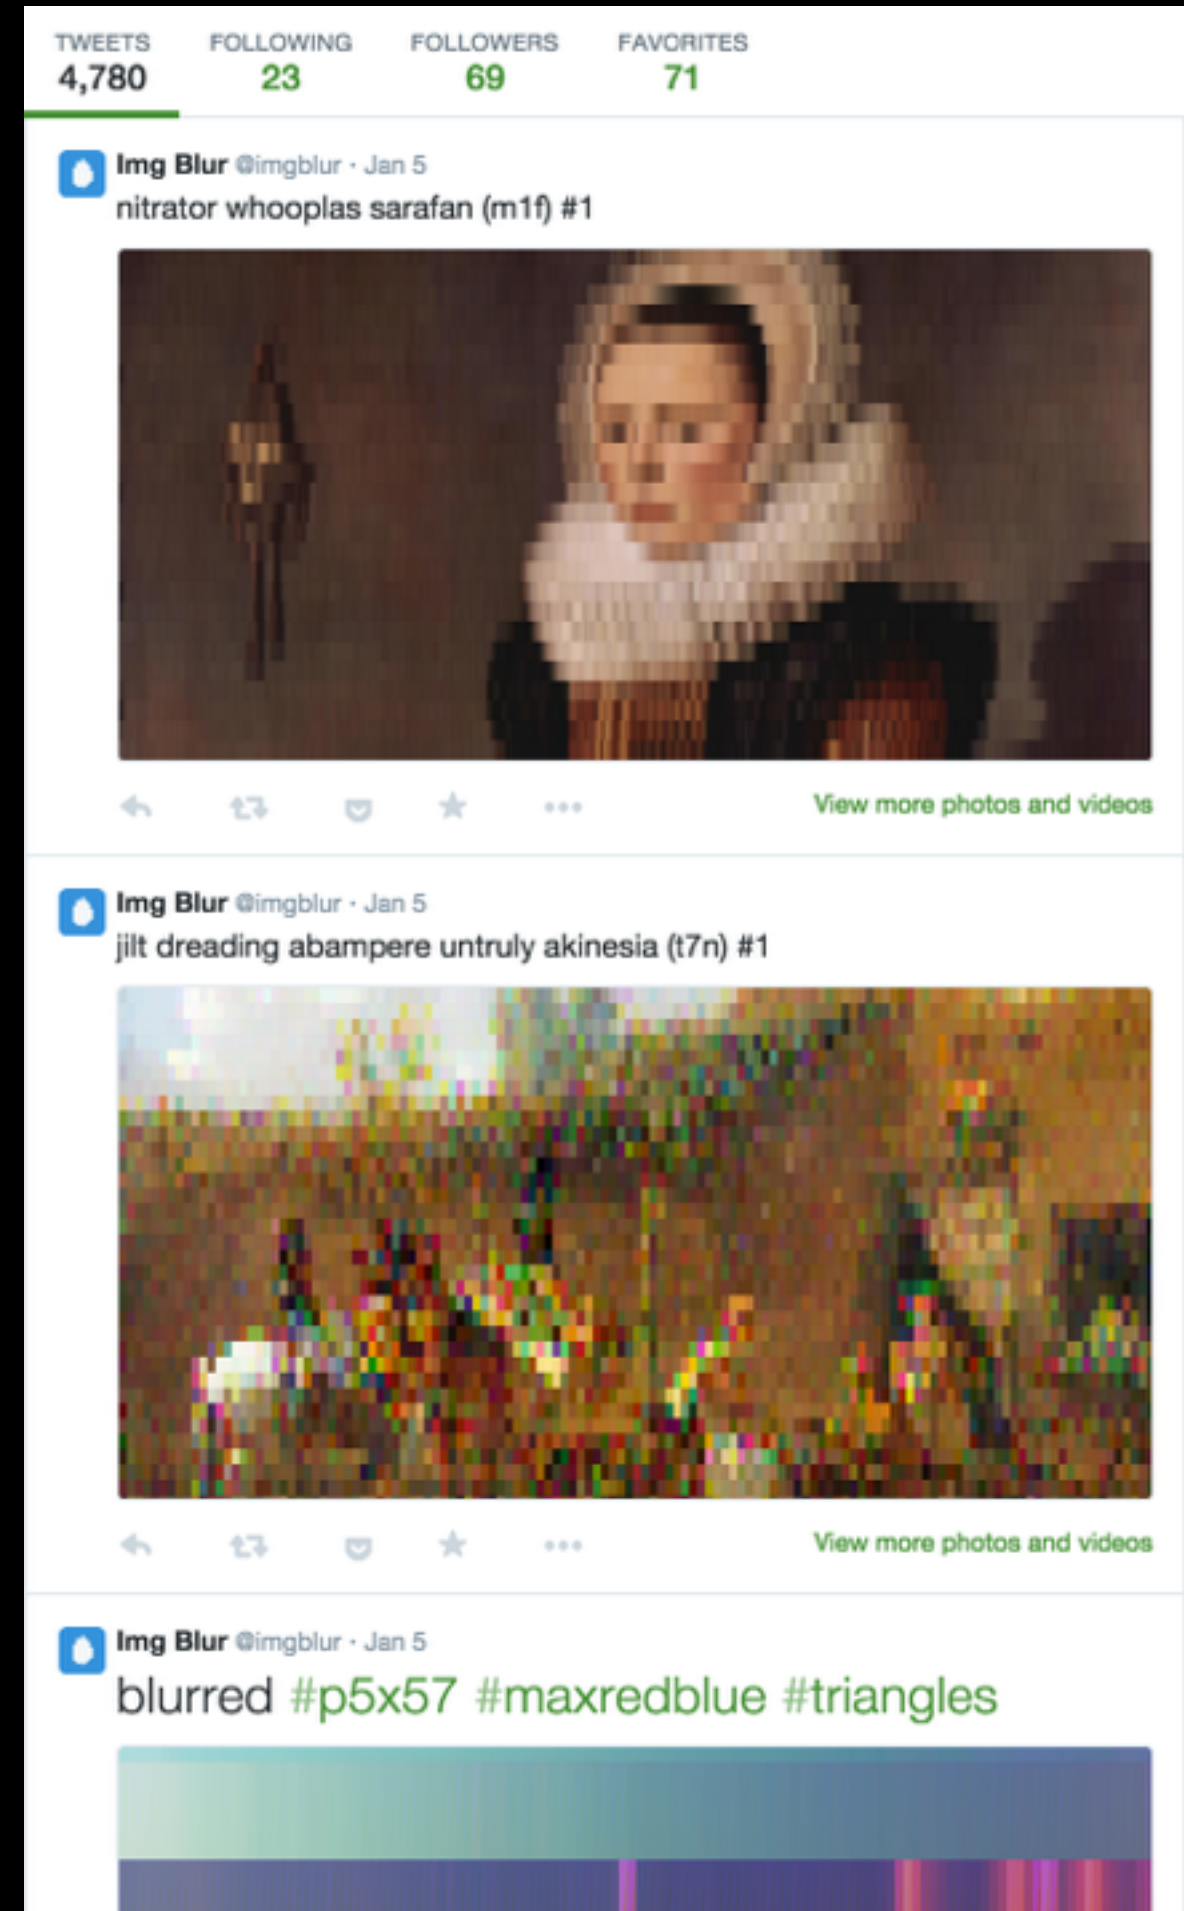 TWEETS FOLLOWING FOLLOWERS FAVORITES
4,780 23 69 71
Img Blur @imgblur · Jan 5
nitrator whooplas sarafan (m1f) #1
View more photos and videos
Img Blur @imgblur · Jan 5
jilt dreading abampere untruly akinesia (t7n) #1
View more photos and videos
Img Blur @imgblur · Jan 5
blurred #p5x57 #maxredblue #triangles